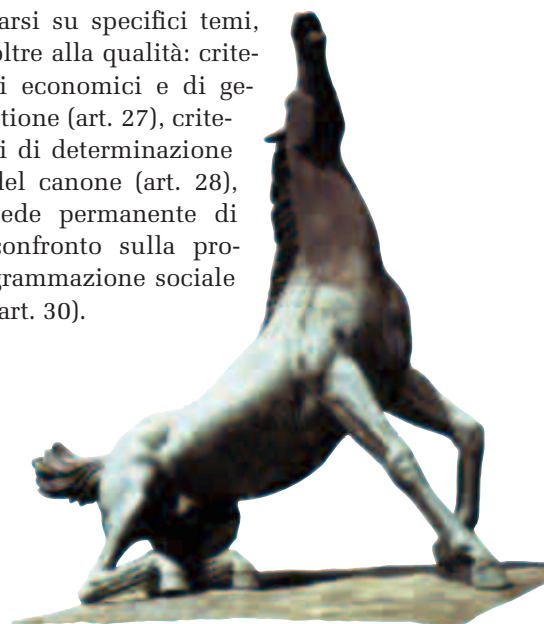 arsi su specifici temi,
oltre alla qualità: crite-
i economici e di ge-
tione (art. 27), crite-
i di determinazione
del canone (art. 28),
ede permanente di
confronto sulla pro-
grammazione sociale
art. 30).